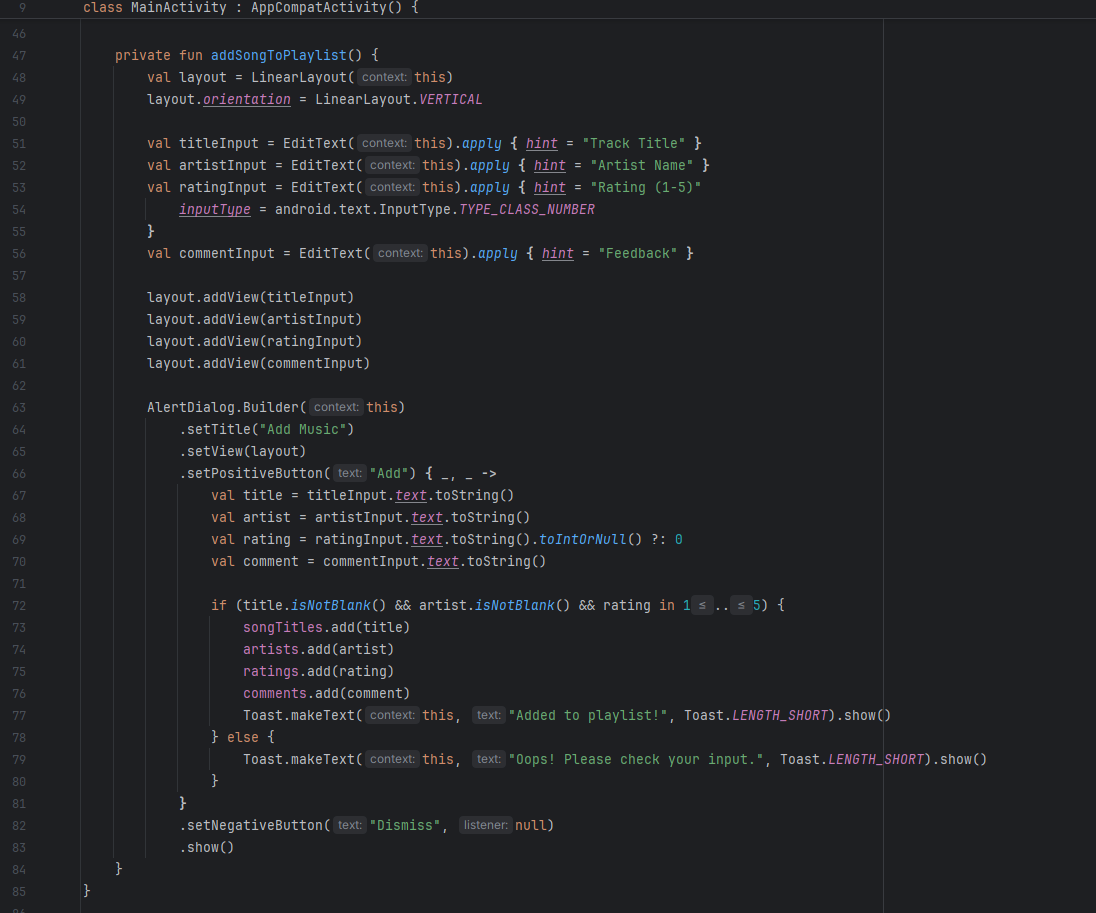 9 class MainActivity : AppCompatActivity() {
46
47 private fun addSongToPlaylist() {
48 val layout = LinearLayout( context: this)
49 layout.orientation = LinearLayout.VERTICAL
50
51 val titleInput = EditText( context: this).apply { hint = "Track Title" }
52 val artistInput = EditText( context: this).apply { hint = "Artist Name" }
53 val ratingInput = EditText( context: this).apply { hint = "Rating (1-5)"
54 inputType = android.text.InputType.TYPE_CLASS_NUMBER
55 }
56 val commentInput = EditText( context: this).apply { hint = "Feedback" }
57
58 layout.addView(titleInput)
59 layout.addView(artistInput)
60 layout.addView(ratingInput)
61 layout.addView(commentInput)
62
63 AlertDialog.Builder( context: this)
64 .setTitle("Add Music")
65 .setView(layout)
66 .setPositiveButton( text: "Add") { _, _ ->
67 val title = titleInput.text.toString()
68 val artist = artistInput.text.toString()
69 val rating = ratingInput.text.toString().toIntOrNull() ?: 0
70 val comment = commentInput.text.toString()
71
72 if (title.isNotBlank() && artist.isNotBlank() && rating in 1 ≤ .. ≤ 5) {
73 songTitles.add(title)
74 artists.add(artist)
75 ratings.add(rating)
76 comments.add(comment)
77 Toast.makeText( context: this, text: "Added to playlist!", Toast.LENGTH_SHORT).show()
78 } else {
79 Toast.makeText( context: this, text: "Oops! Please check your input.", Toast.LENGTH_SHORT).show()
80 }
81 }
82 .setNegativeButton( text: "Dismiss", listener: null)
83 .show()
84 }
85 }